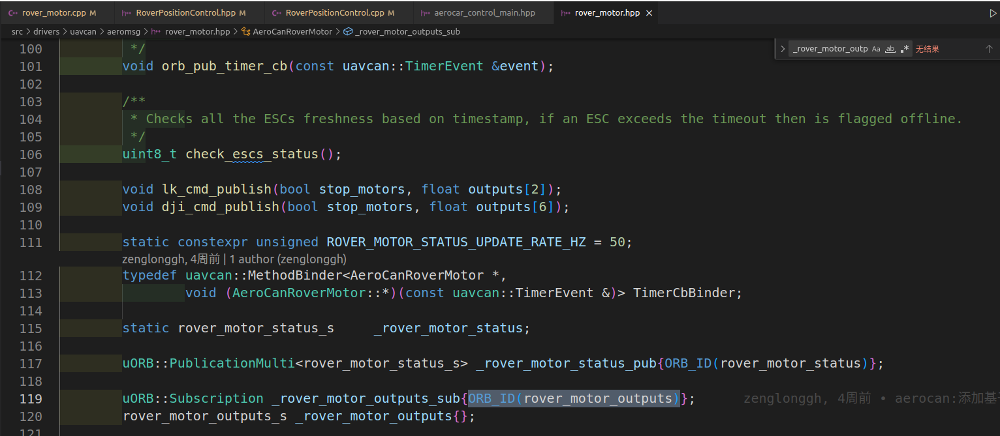 rover_motor.cpp M RoverPositionControl.hpp M RoverPositionControl.cpp M aerocar_control_main.hpp rover_motor.hpp
src > drivers > uavcan > aeromsg > rover_motor.hpp > AeroCanRoverMotor > _rover_motor_outputs_sub
_rover_motor_outp Aa ab .* 无结果
100 */
101 void orb_pub_timer_cb(const uavcan::TimerEvent &event);
102
103 /**
104 * Checks all the ESCs freshness based on timestamp, if an ESC exceeds the timeout then is flagged offline.
105 */
106 uint8_t check_escs_status();
107
108 void lk_cmd_publish(bool stop_motors, float outputs[2]);
109 void dji_cmd_publish(bool stop_motors, float outputs[6]);
110
111 static constexpr unsigned ROVER_MOTOR_STATUS_UPDATE_RATE_HZ = 50;
zenglonggh, 4周前 | 1 author (zenglonggh)
112 typedef uavcan::MethodBinder<AeroCanRoverMotor *,
113 void (AeroCanRoverMotor::*)(const uavcan::TimerEvent &)> TimerCbBinder;
114
115 static rover_motor_status_s _rover_motor_status;
116
117 uORB::PublicationMulti<rover_motor_status_s> _rover_motor_status_pub{ORB_ID(rover_motor_status)};
118
119 uORB::Subscription _rover_motor_outputs_sub{ORB_ID(rover_motor_outputs)}; zenglonggh, 4周前 • aerocan:添加基
120 rover_motor_outputs_s _rover_motor_outputs{};
121